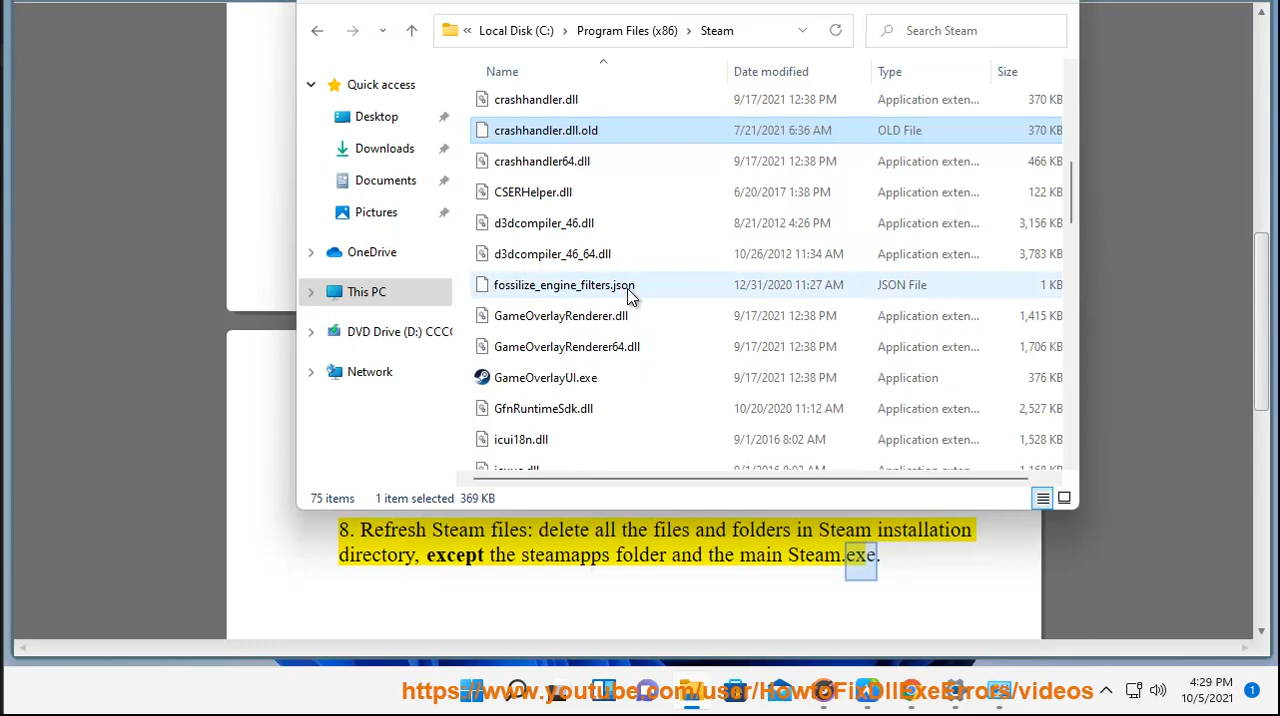 « Local Disk (C:) > Program Files (x86) > Steam
Search Steam
Name Date modified Type Size
Quick access
Desktop
Downloads
Documents
Pictures
OneDrive
This PC
DVD Drive (D:) CCC
Network
crashhandler.dll 9/17/2021 12:38 PM Application exten... 370 KB
crashhandler.dll.old 7/21/2021 6:36 AM OLD File 370 KB
crashhandler64.dll 9/17/2021 12:38 PM Application exten... 466 KB
CSERHelper.dll 6/20/2017 1:38 PM Application exten... 122 KB
d3dcompiler_46.dll 8/21/2012 4:26 PM Application exten... 3,156 KB
d3dcompiler_46_64.dll 10/26/2012 11:34 AM Application exten... 3,783 KB
fossilize_engine_filters.json 12/31/2020 11:27 AM JSON File 1 KB
GameOverlayRenderer.dll 9/17/2021 12:38 PM Application exten... 1,415 KB
GameOverlayRenderer64.dll 9/17/2021 12:38 PM Application exten... 1,706 KB
GameOverlayUI.exe 9/17/2021 12:38 PM Application 376 KB
GfnRuntimeSdk.dll 10/20/2020 11:12 AM Application exten... 2,527 KB
icui18n.dll 9/1/2016 8:02 AM Application exten... 1,528 KB
icuuc.dll 9/1/2016 8:02 AM Application exten... 1,168 KB
75 items 1 item selected 369 KB
8. Refresh Steam files: delete all the files and folders in Steam installation
directory, except the steamapps folder and the main Steam.exe.
https://www.youtube.com/user/HowtoFixDllExeErrors/videos
4:29 PM
10/5/2021
1